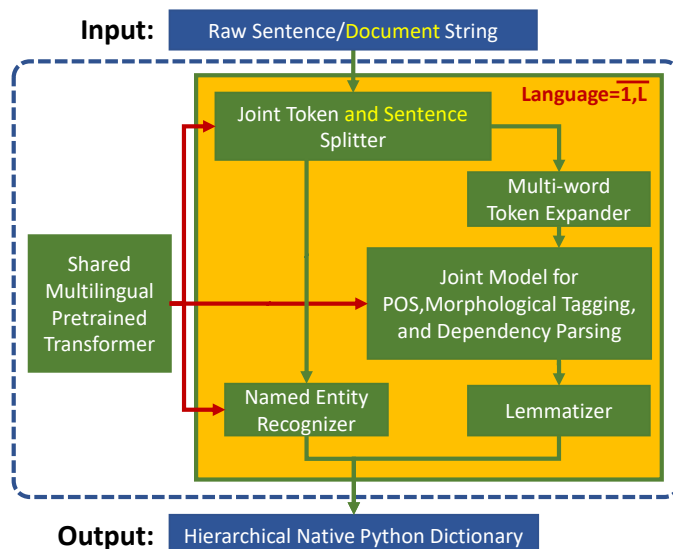 Input: Raw Sentence/Document String
Language=1,L
Joint Token and Sentence
Splitter
Multi-word
Token Expander
Shared
Multilingual
Pretrained
Transformer
Joint Model for
POS,Morphological Tagging,
and Dependency Parsing
Named Entity
Recognizer
Lemmatizer
Output: Hierarchical Native Python Dictionary